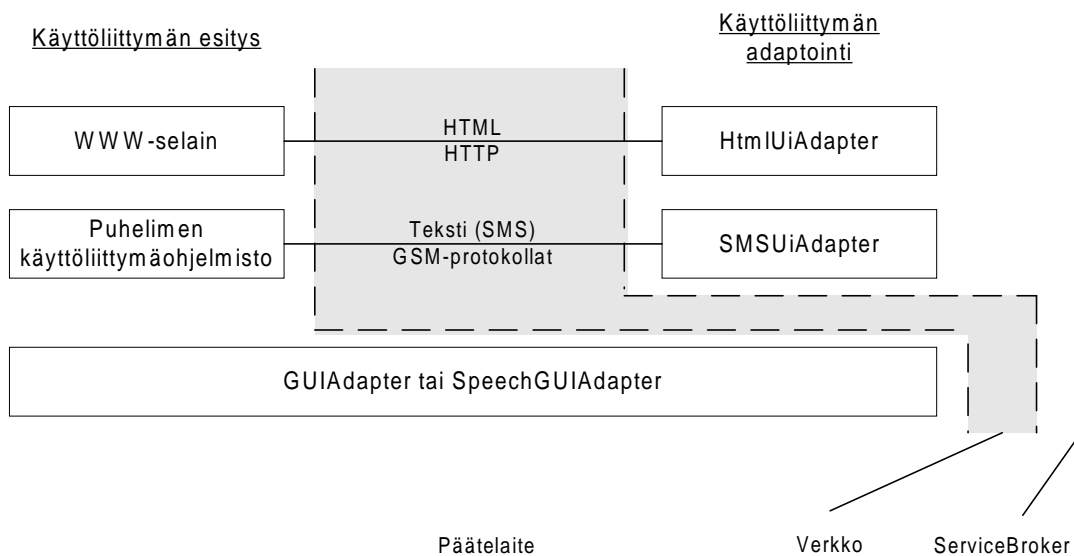 Käyttöliittymän esitys
Käyttöliittymän
adaptointi
WWW-selain
HTML
HTTP
HtmlUiAdapter
Puhelimen
käyttöliittymäohjelmisto
Teksti (SMS)
GSM-protokollat
SMSUiAdapter
GUIAdapter tai SpeechGUIAdapter
Päätelaite
Verkko
ServiceBroker